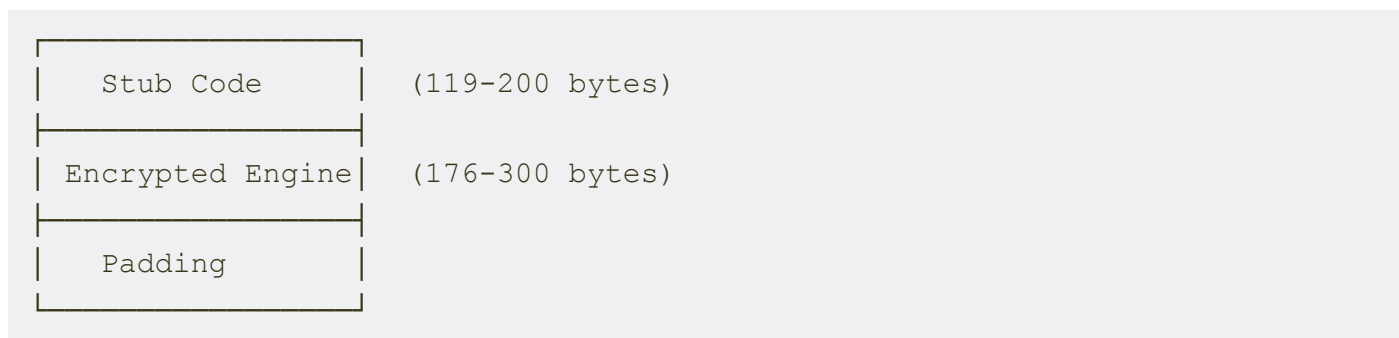 Stub Code (119-200 bytes)
Encrypted Engine (176-300 bytes)
Padding